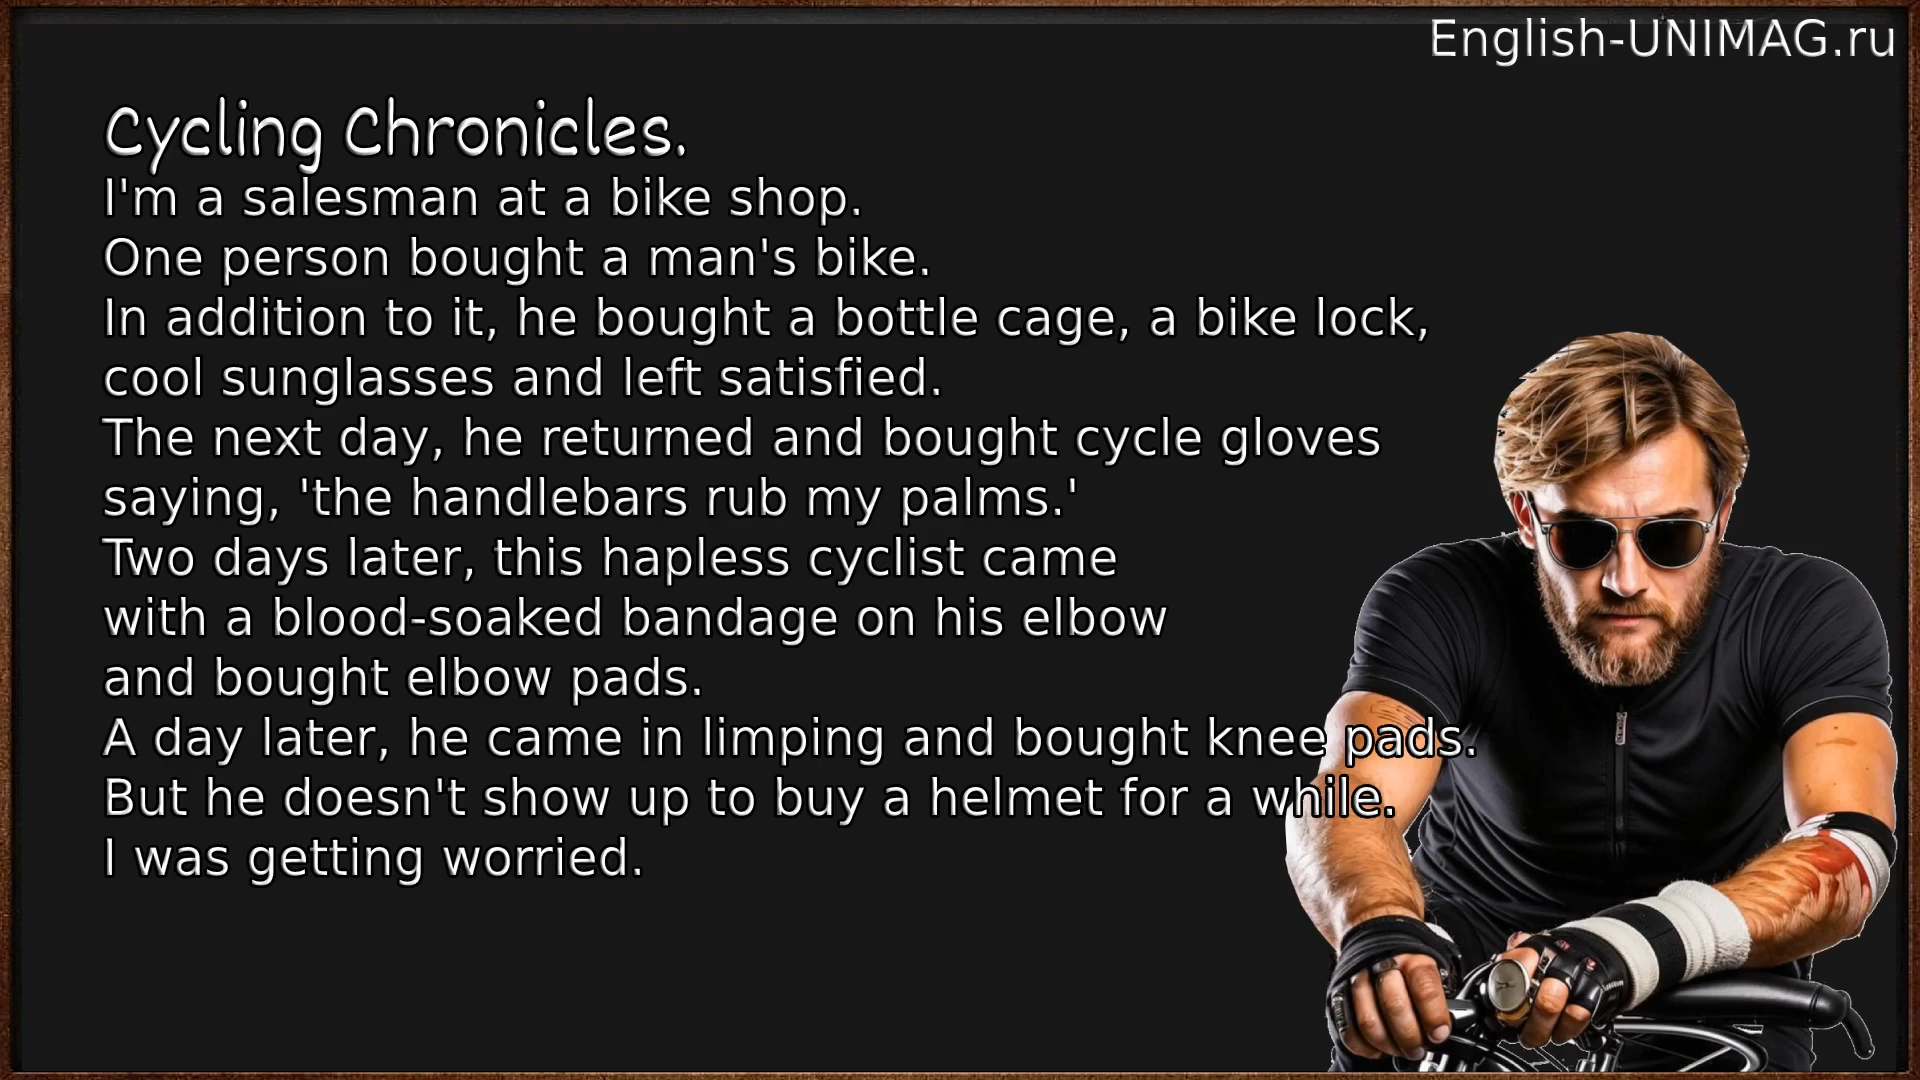 English-UNIMAG.ru
Cycling Chronicles.
I'm a salesman at a bike shop.
One person bought a man's bike.
In addition to it, he bought a bottle cage, a bike lock,
cool sunglasses and left satisfied.
The next day, he returned and bought cycle gloves
saying, 'the handlebars rub my palms.'
Two days later, this hapless cyclist came
with a blood-soaked bandage on his elbow
and bought elbow pads.
A day later, he came in limping and bought knee pads.
But he doesn't show up to buy a helmet for a while.
I was getting worried.